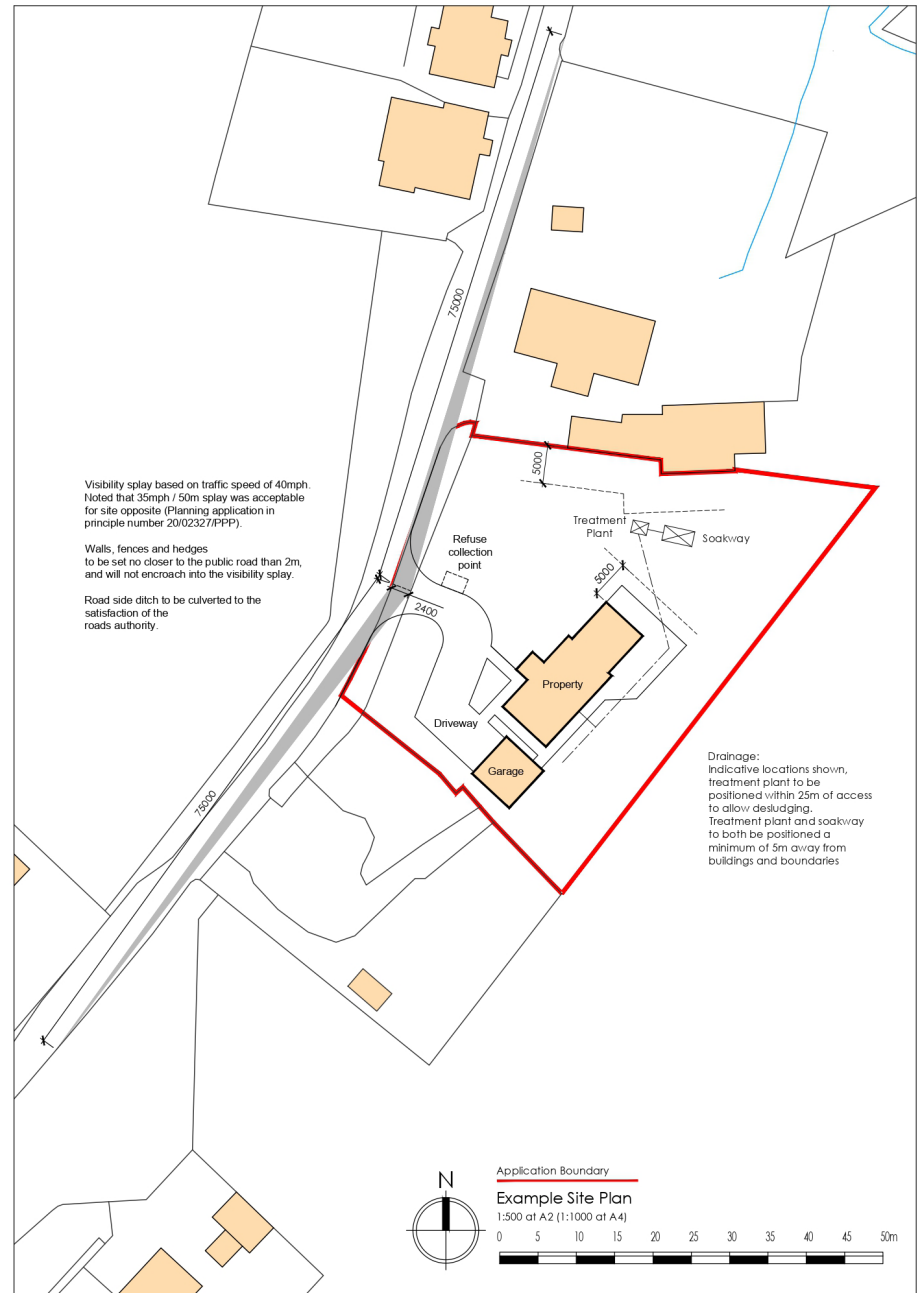 75000
Visibility splay based on traffic speed of 40mph.
Noted that 35mph / 50m splay was acceptable
for site opposite (Planning application in
principle number 20/02327/PPP).
Walls, fences and hedges
to be set no closer to the public road than 2m,
and will not encroach into the visibility splay.
Road side ditch to be culverted to the
satisfaction of the
roads authority.
5000
Treatment
Plant
Soakway
Refuse
collection
point
5000
2400
Property
Driveway
Garage
75000
Drainage:
Indicative locations shown,
treatment plant to be
positioned within 25m of access
to allow desludging.
Treatment plant and soakway
to both be positioned a
minimum of 5m away from
buildings and boundaries
N
Application Boundary
Example Site Plan
1:500 at A2 (1:1000 at A4)
0 5 10 15 20 25 30 35 40 45 50m